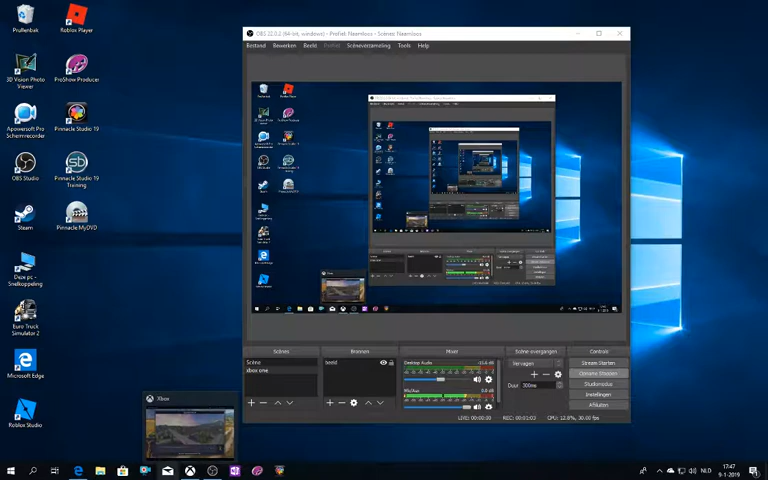 Prullenbak
Roblox Player
3D Vision Photo
Viewer
ProShow Producer
Apowersoft Pro
Schermrecorder
Pinnacle Studio 19
OBS Studio
Pinnacle Studio 19
Training
Steam
Pinnacle MyDVD
Deze pc -
Snelkoppeling
Euro Truck
Simulator 2
Microsoft Edge
Roblox Studio
OBS 22.0.2 (64-bit, windows) - Profiel: Naamloos - Scènes: Naamloos
Bestand Bewerken Beeld Profiel Scèneverzameling Tools Help
Scènes Bronnen Mixer Scène-overgangen Controls
Scène
xbox one
beeld
Desktop Audio
Mic/Aux
0.0 dB
Vervagen
Duur 300ms
Stream Starten
Opname Stoppen
Studiomodus
Instellingen
Afsluiten
LIVE: 00:00:00 REC: 00:01:03 CPU: 12.8%, 30.00 fps
Xbox
NLD
17:47
9-1-2019